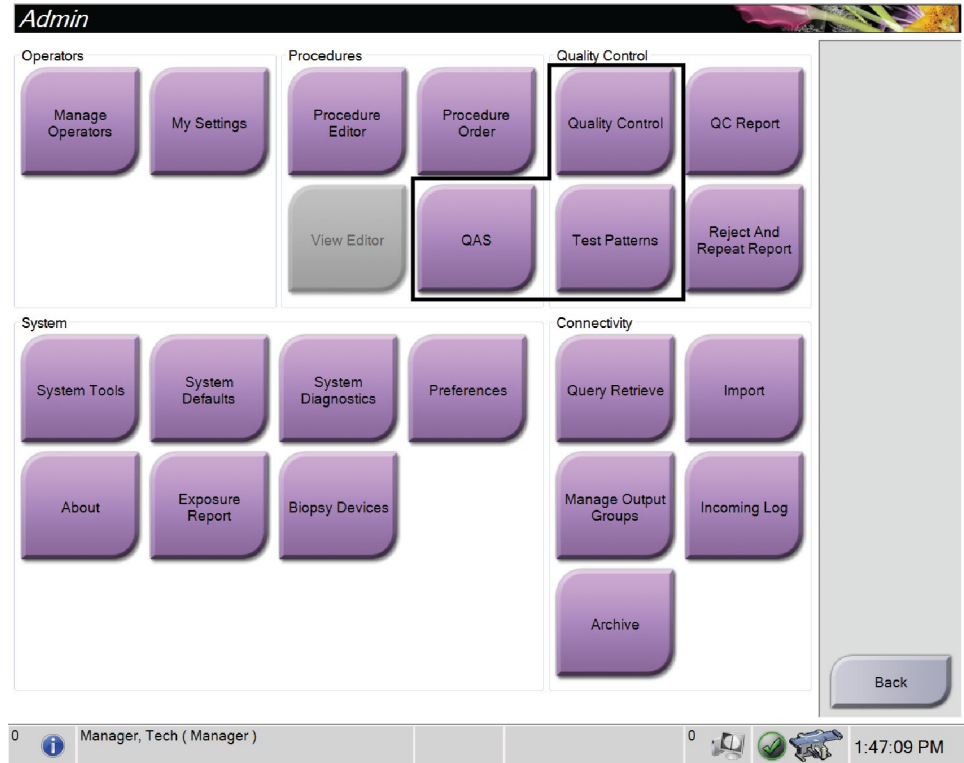 Admin
Operators
Procedures
Quality Control
Manage
Operators
My Settings
Procedure
Editor
Procedure
Order
Quality Control
QC Report
View Editor
QAS
Test Patterns
Reject And
Repeat Report
System
Connectivity
System Tools
System
Defaults
System
Diagnostics
Preferences
Query Retrieve
Import
About
Exposure
Report
Biopsy Devices
Manage Output
Groups
Incoming Log
Archive
Back
0
Manager, Tech ( Manager )
0
1:47:09 PM